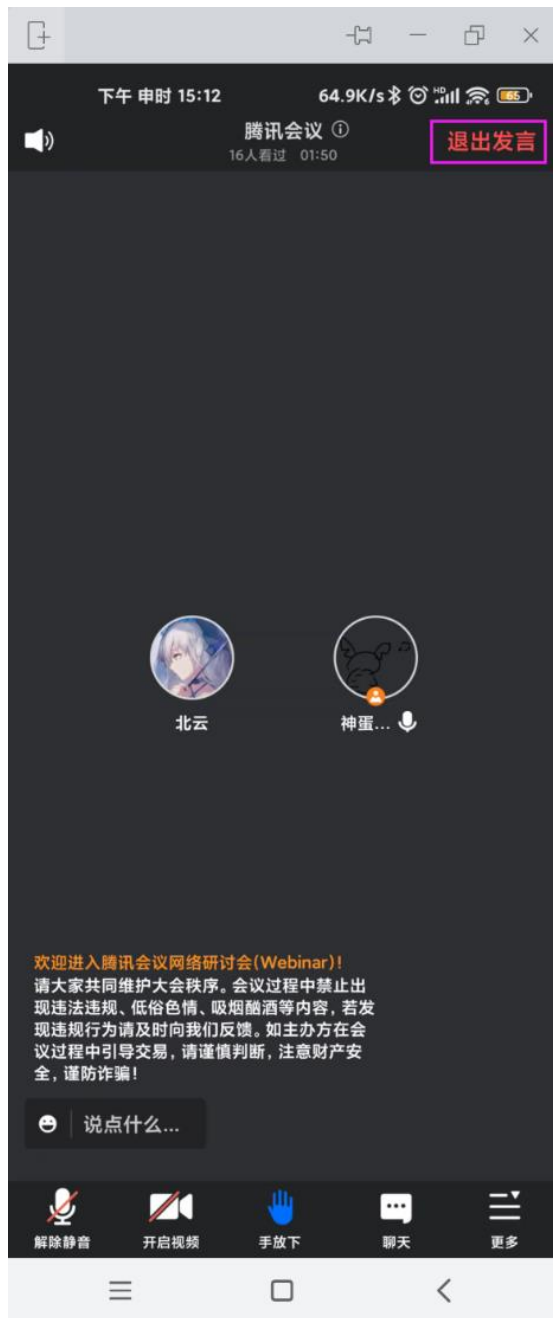 下午 申时 15:12
64.9K/s
HD
65
腾讯会议
退出发言
16人看过 01:50
北云
神蛋...
欢迎进入腾讯会议网络研讨会(Webinar)!
请大家共同维护大会秩序。会议过程中禁止出
现违法违规、低俗色情、吸烟酗酒等内容，若发
现违规行为请及时向我们反馈。如主办方在会
议过程中引导交易，请谨慎判断，注意财产安
全，谨防诈骗！
说点什么...
解除静音
开启视频
手放下
聊天
更多